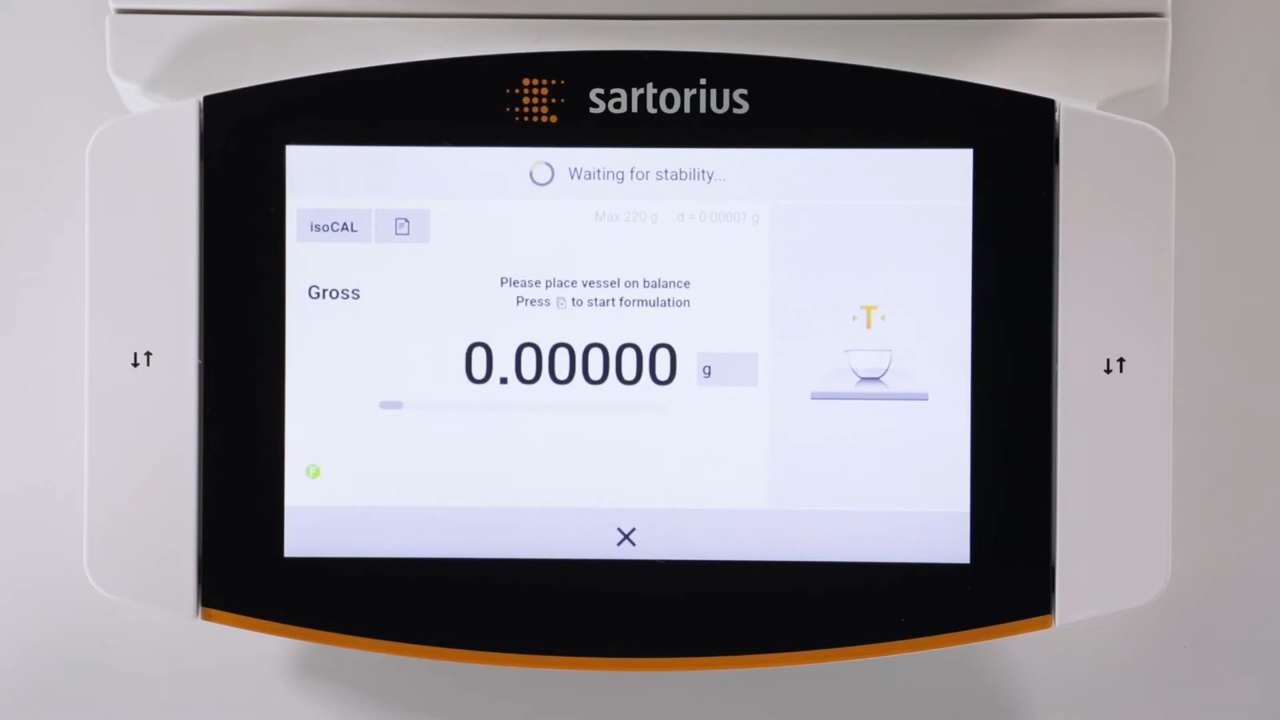 sartorius
Waiting for stability...
isoCAL
Max 220 g d = 0.00001 g
Please place vessel on balance
Press to start formulation
Gross
0.00000 g
T
F